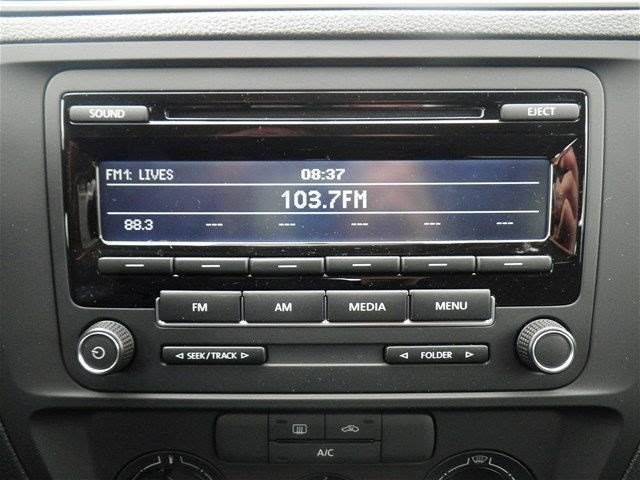 SOUND
EJECT
FM1: LIVES
08:37
103.7FM
88.3 --- --- --- --- ---
FM
AM
MEDIA
MENU
SEEK/TRACK
FOLDER
A/C